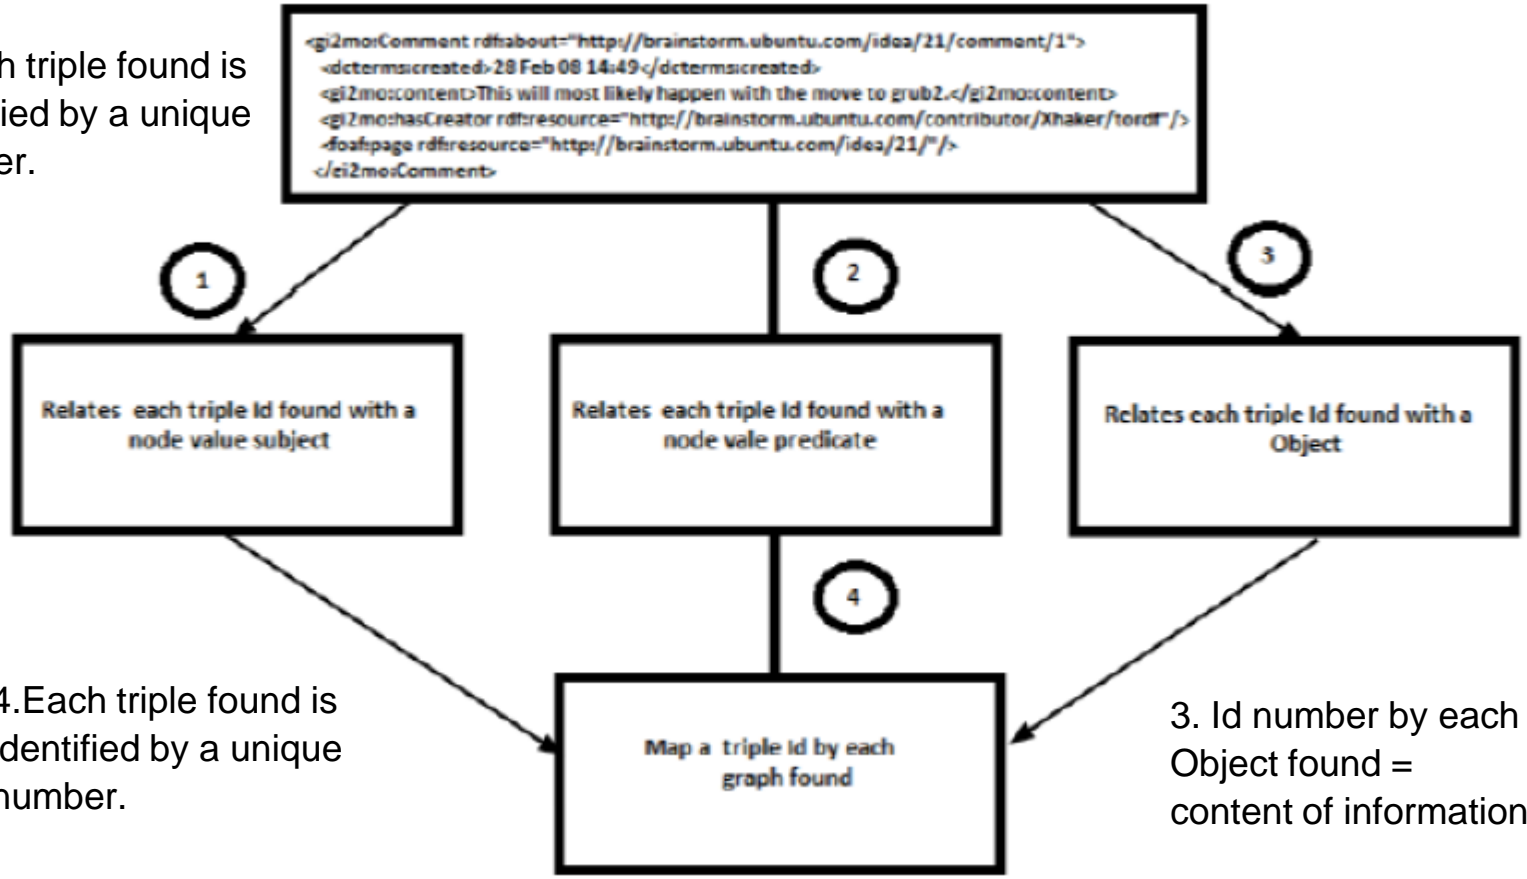 h triple found is
ied by a unique
er.
<gi2mo:Comment rdf:about="http://brainstorm.ubuntu.com/idea/21/comment/1">
<dcterms:created>28 Feb 08 14:49</dcterms:created>
<gi2mo:content>This will most likely happen with the move to grub2.</gi2mo:content>
<gi2mo:hasCreator rdf:resource="http://brainstorm.ubuntu.com/contributor/Xhaker/tordf"/>
<foaf:page rdf:resource="http://brainstorm.ubuntu.com/idea/21/"/>
</gi2mo:Comment>
1
2
3
Relates each triple Id found with a
node value subject
Relates each triple Id found with a
node vale predicate
Relates each triple Id found with a
Object
4
4.Each triple found is
dentified by a unique
number.
Map a triple Id by each
graph found
3. Id number by each
Object found =
content of information